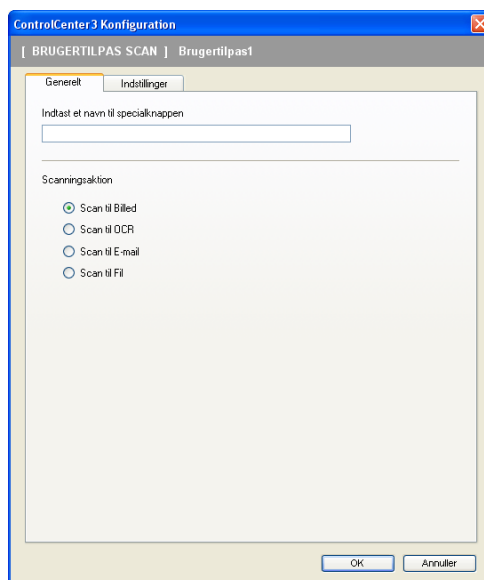 ControlCenter3 Konfiguration
[ BRUGERTILPAS SCAN ] Brugertilpas1
Generelt Indstillinger
Indtast et navn til specialknappen
Scanningsaktion
Scan til Billed
Scan til OCR
Scan til E-mail
Scan til Fil
OK Annuller